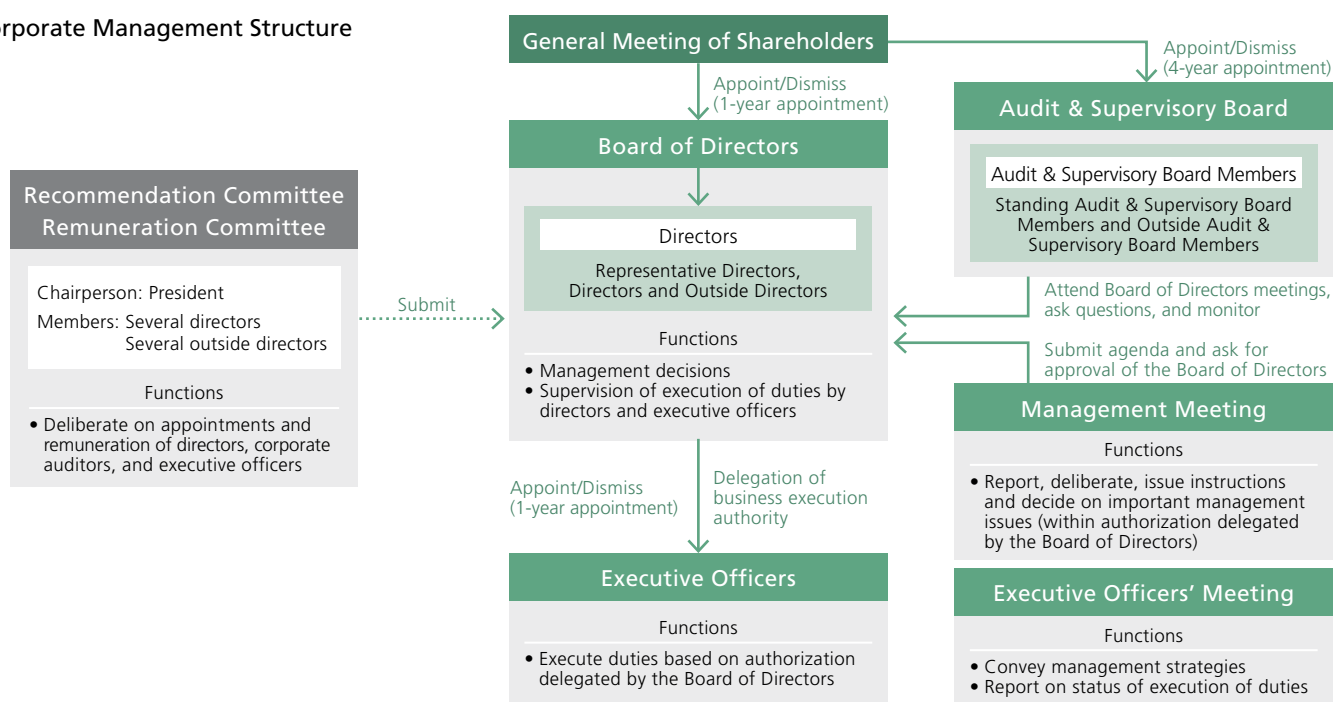 orporate Management Structure
General Meeting of Shareholders
Appoint/Dismiss
(1-year appointment)
Appoint/Dismiss
(4-year appointment)
Recommendation Committee
Remuneration Committee
Chairperson: President
Members: Several directors
Several outside directors
Functions
• Deliberate on appointments and
remuneration of directors, corporate
auditors, and executive officers
Submit
Board of Directors
Directors
Representative Directors,
Directors and Outside Directors
Functions
• Management decisions
• Supervision of execution of duties by
directors and executive officers
Appoint/Dismiss
(1-year appointment)
Delegation of
business execution
authority
Executive Officers
Functions
• Execute duties based on authorization
delegated by the Board of Directors
Audit & Supervisory Board
Audit & Supervisory Board Members
Standing Audit & Supervisory Board
Members and Outside Audit &
Supervisory Board Members
Attend Board of Directors meetings,
ask questions, and monitor
Submit agenda and ask for
approval of the Board of Directors
Management Meeting
Functions
• Report, deliberate, issue instructions
and decide on important management
issues (within authorization delegated
by the Board of Directors)
Executive Officers’ Meeting
Functions
• Convey management strategies
• Report on status of execution of duties